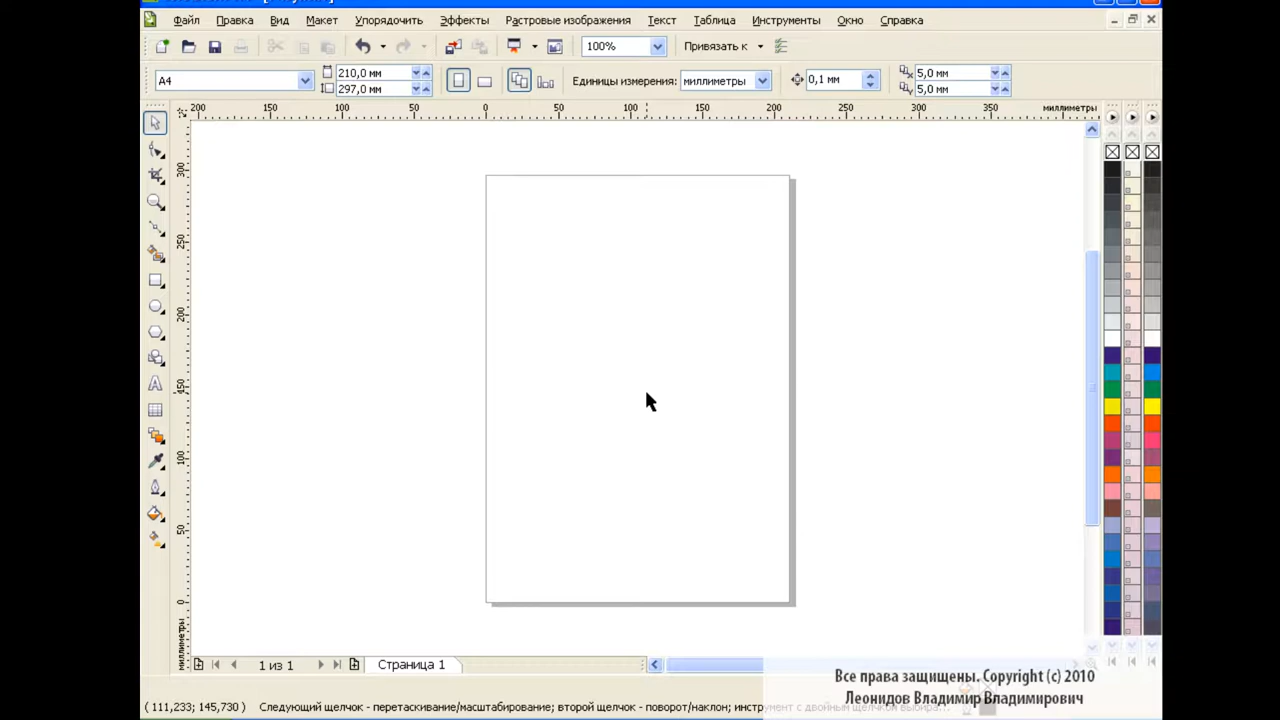 Файл Правка Вид Макет Упорядочить Эффекты Растровые изображения Текст Таблица Инструменты Окно Справка
100% Привязать к
A4 210,0 мм 297,0 мм Единицы измерения: миллиметры 0,1 мм 5,0 мм 5,0 мм
200 150 100 50 0 50 100 150 200 250 300 350 миллиметры
300
250
200
150
100
50
0
миллиметры
1 из 1 Страница 1
Все права защищены. Copyright (c) 2010
Леонидов Владимир Владимирович
( 111,233; 145,730 ) Следующий щелчок - перетаскивание/масштабирование; второй щелчок - поворот/наклон; инструмент с двойным щелчком выбира...